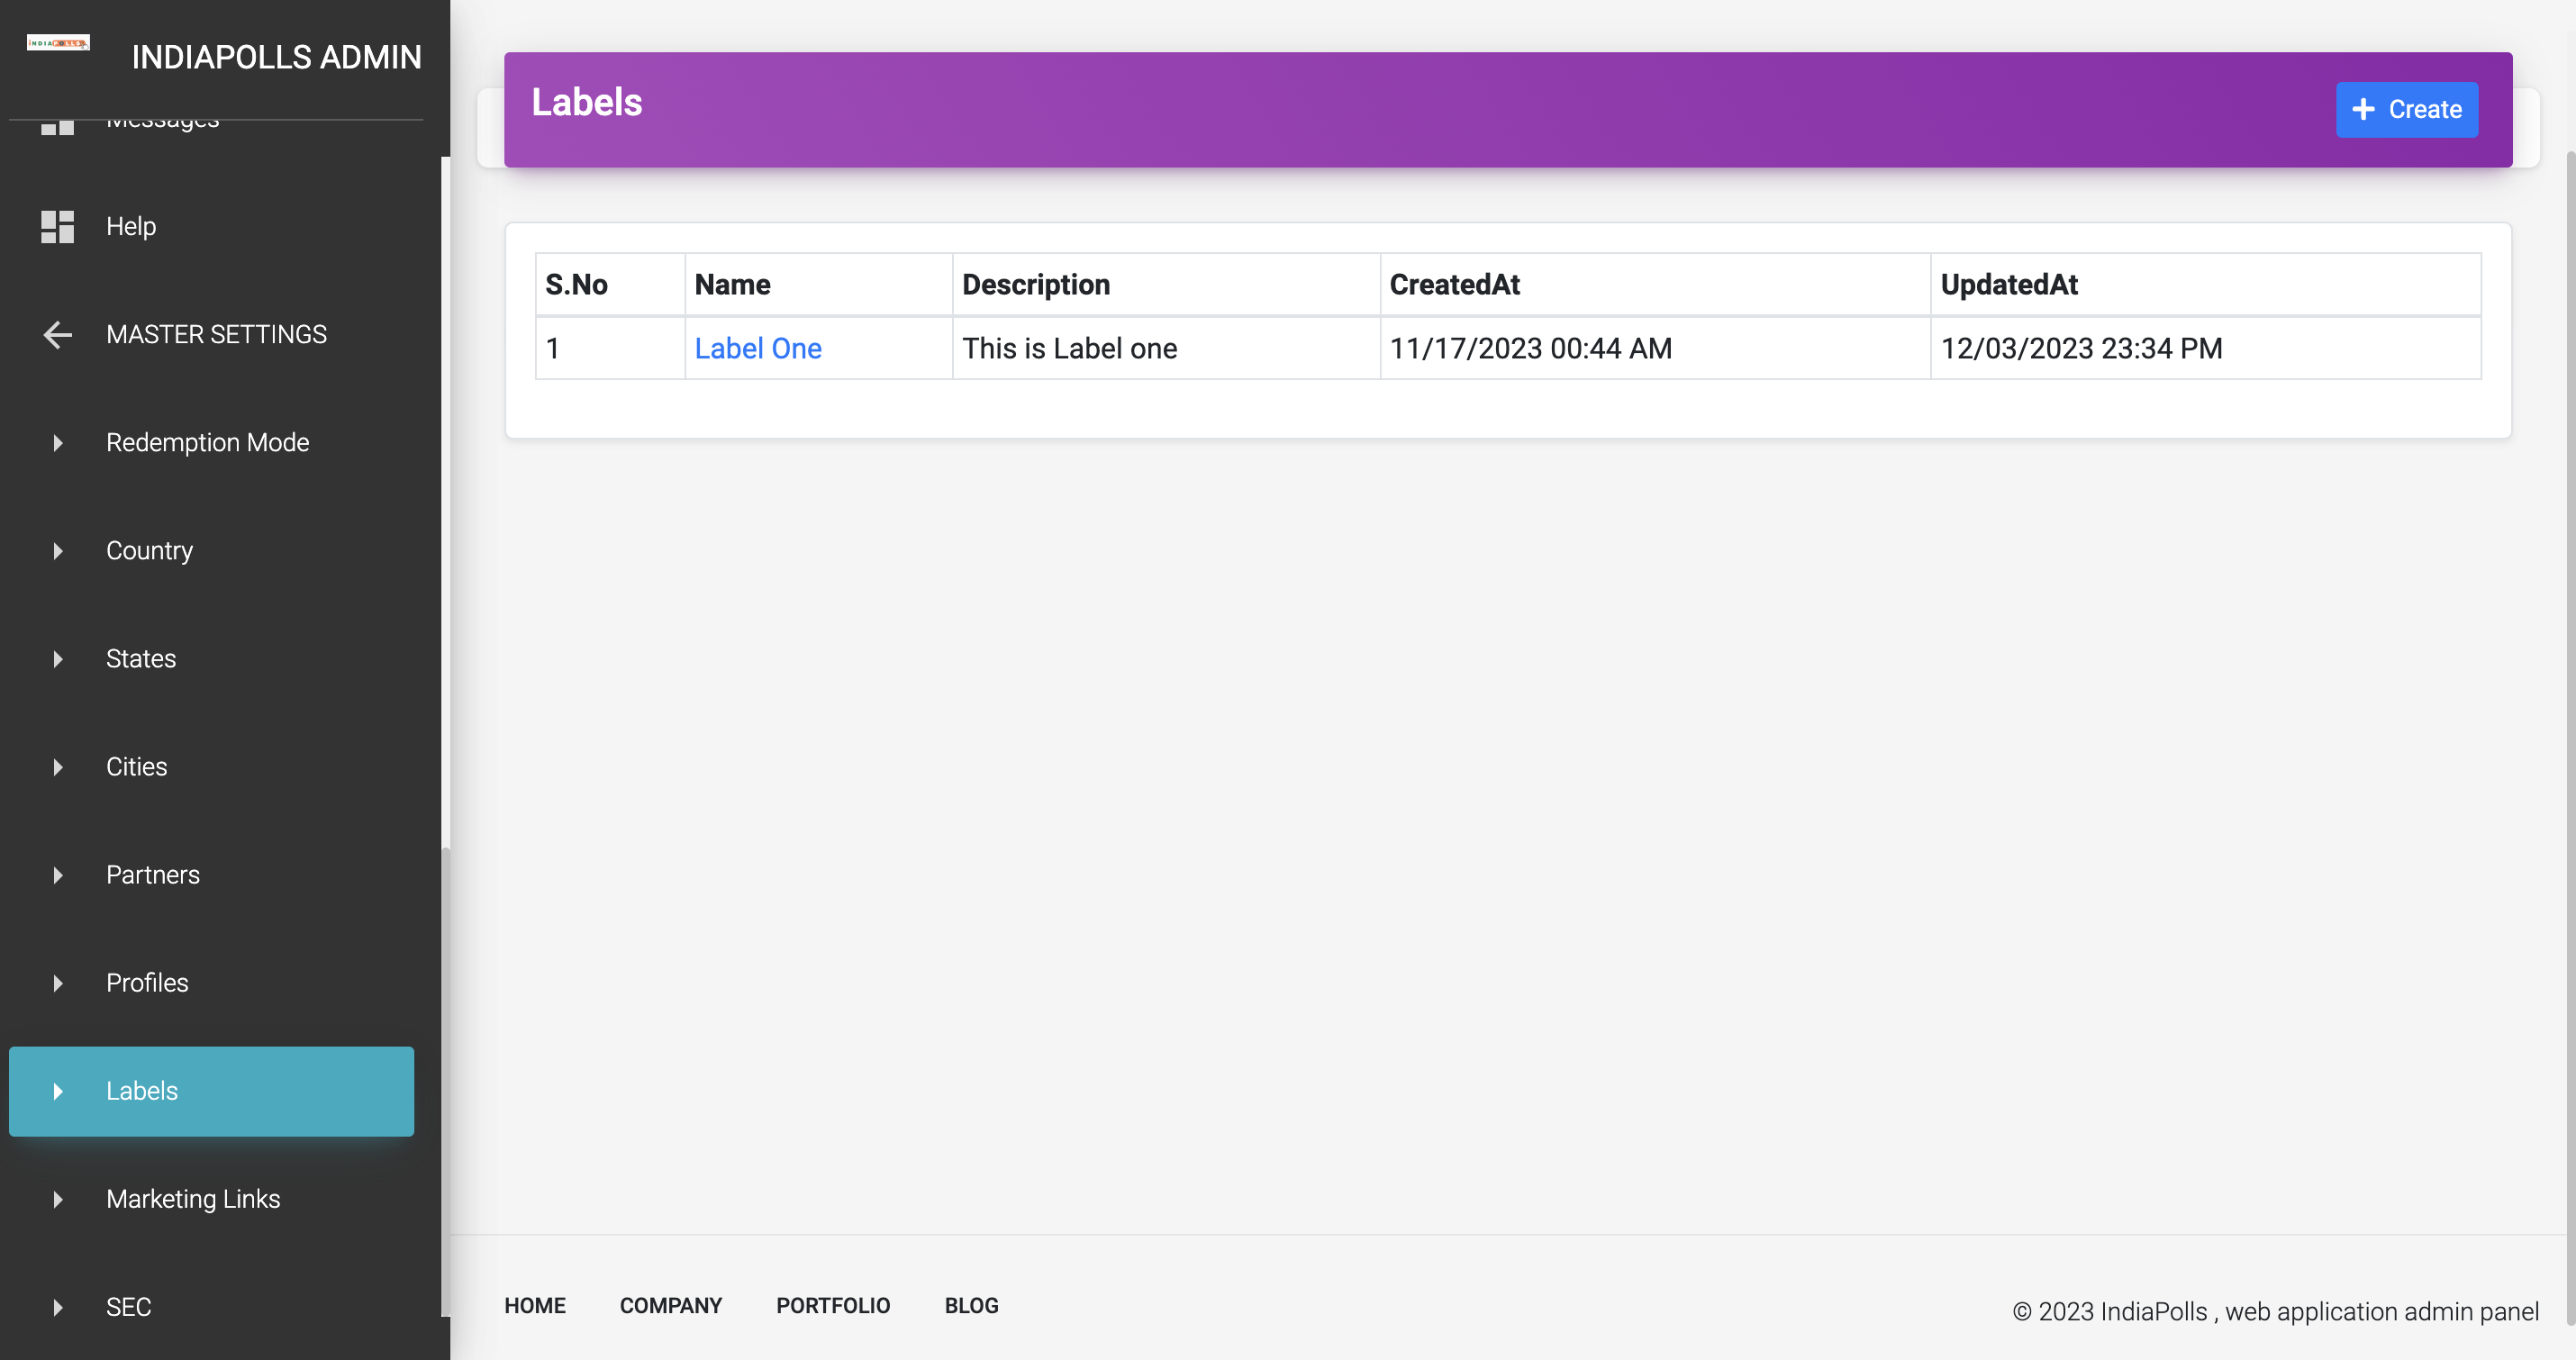 INDIAPOLLS
INDIAPOLLS ADMIN
Messages
Help
MASTER SETTINGS
Redemption Mode
Country
States
Cities
Partners
Profiles
Labels
Marketing Links
SEC
Labels
Create
S.No Name Description CreatedAt UpdatedAt
1 Label One This is Label one 11/17/2023 00:44 AM 12/03/2023 23:34 PM
HOME COMPANY PORTFOLIO BLOG
© 2023 IndiaPolls , web application admin panel